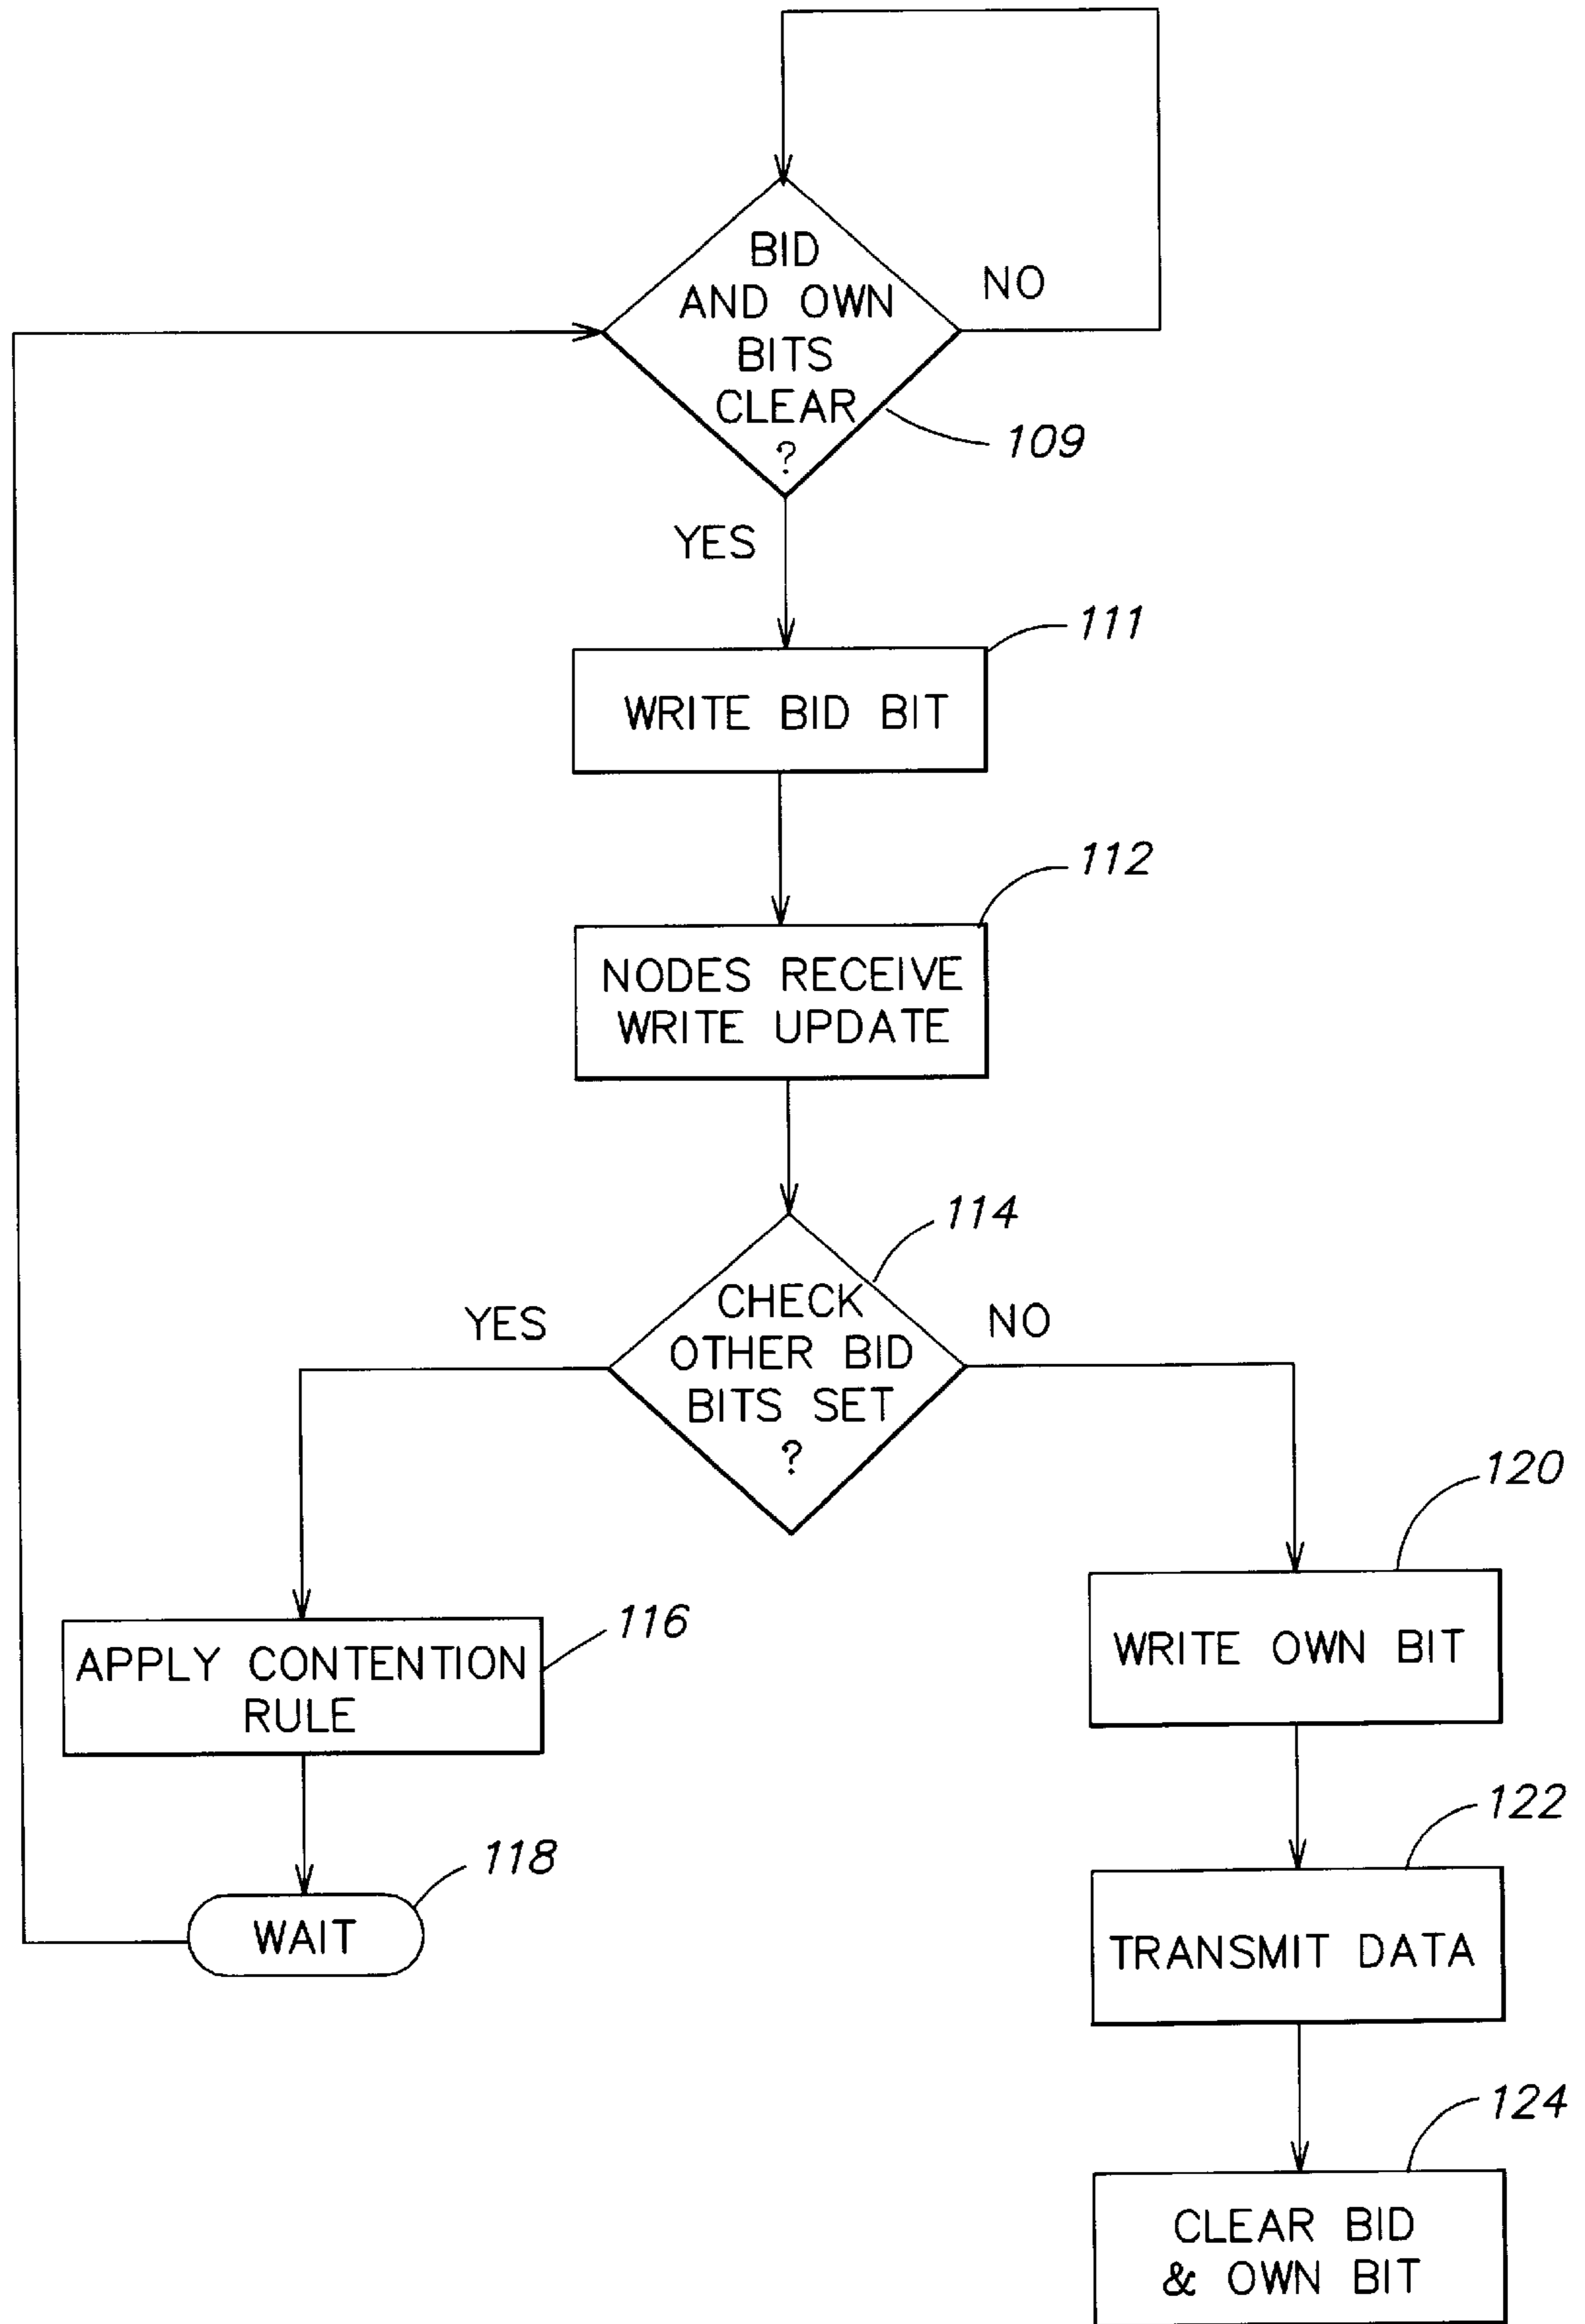 BID
AND OWN
BITS
CLEAR
?
NO
109
YES
111
WRITE BID BIT
112
NODES RECEIVE
WRITE UPDATE
114
CHECK
OTHER BID
BITS SET
?
YES
NO
120
WRITE OWN BIT
116
APPLY CONTENTION
RULE
122
TRANSMIT DATA
118
WAIT
124
CLEAR BID
& OWN BIT